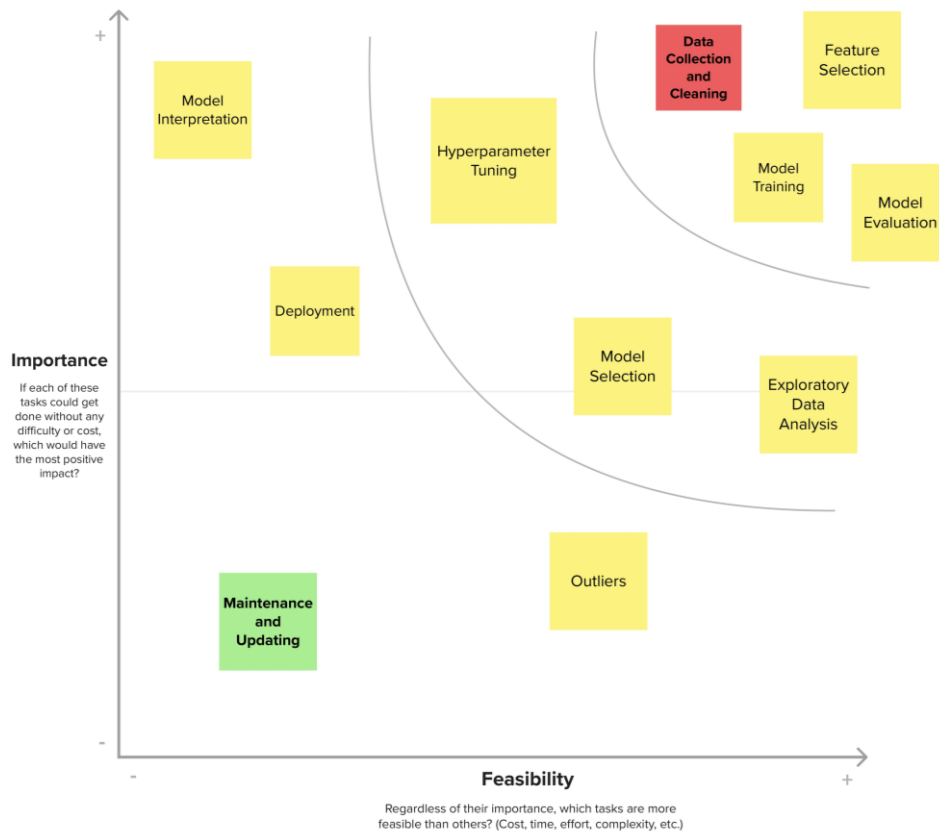 +
Data
Collection
and
Cleaning
Feature
Selection
Model
Interpretation
Hyperparameter
Tuning
Model
Training
Model
Evaluation
Deployment
Importance
If each of these
tasks could get
done without any
difficulty or cost,
which would have
the most positive
impact?
Model
Selection
Exploratory
Data
Analysis
Outliers
Maintenance
and
Updating
-
-
Feasibility
+
Regardless of their importance, which tasks are more
feasible than others? (Cost, time, effort, complexity, etc.)